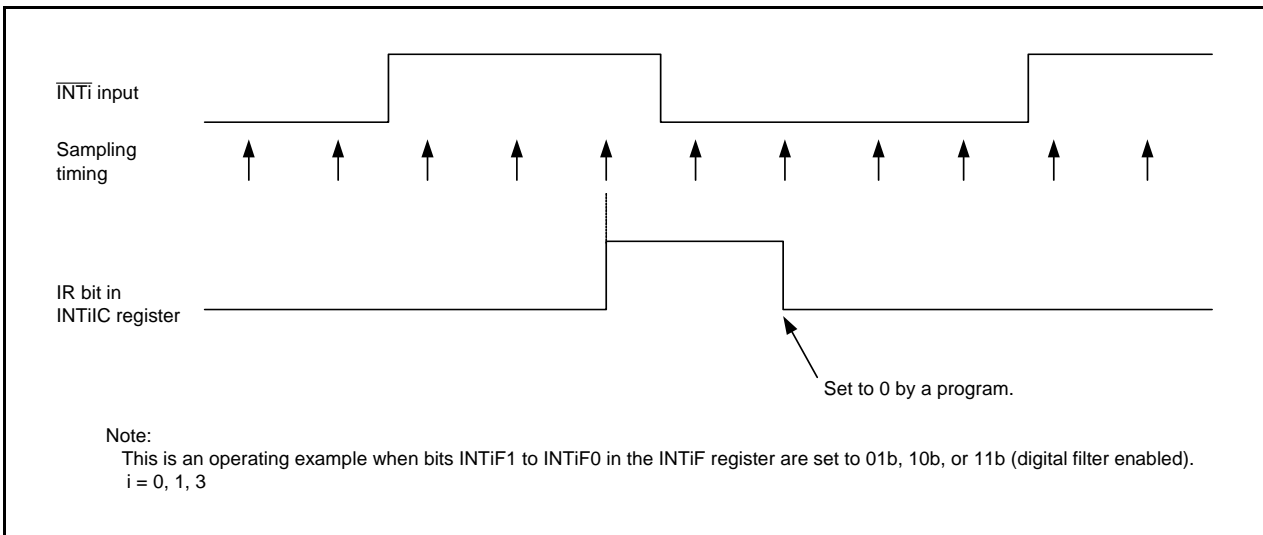 INTi input
Sampling
timing
IR bit in
INTiIC register
Set to 0 by a program.
Note:
This is an operating example when bits INTiF1 to INTiF0 in the INTiF register are set to 01b, 10b, or 11b (digital filter enabled).
i = 0, 1, 3